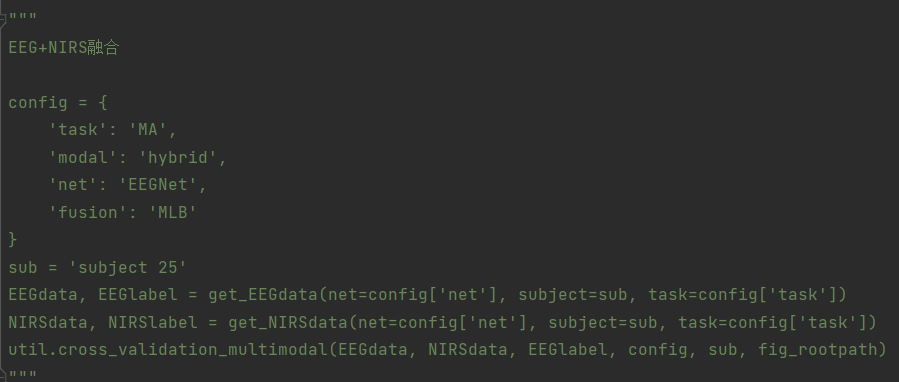 """
EEG+NIRS融合
config = {
    'task': 'MA',
    'modal': 'hybrid',
    'net': 'EEGNet',
    'fusion': 'MLB'
}
sub = 'subject 25'
EEGdata, EEGlabel = get_EEGdata(net=config['net'], subject=sub, task=config['task'])
NIRSdata, NIRSlabel = get_NIRSdata(net=config['net'], subject=sub, task=config['task'])
util.cross_validation_multimodal(EEGdata, NIRSdata, EEGlabel, config, sub, fig_rootpath)
"""